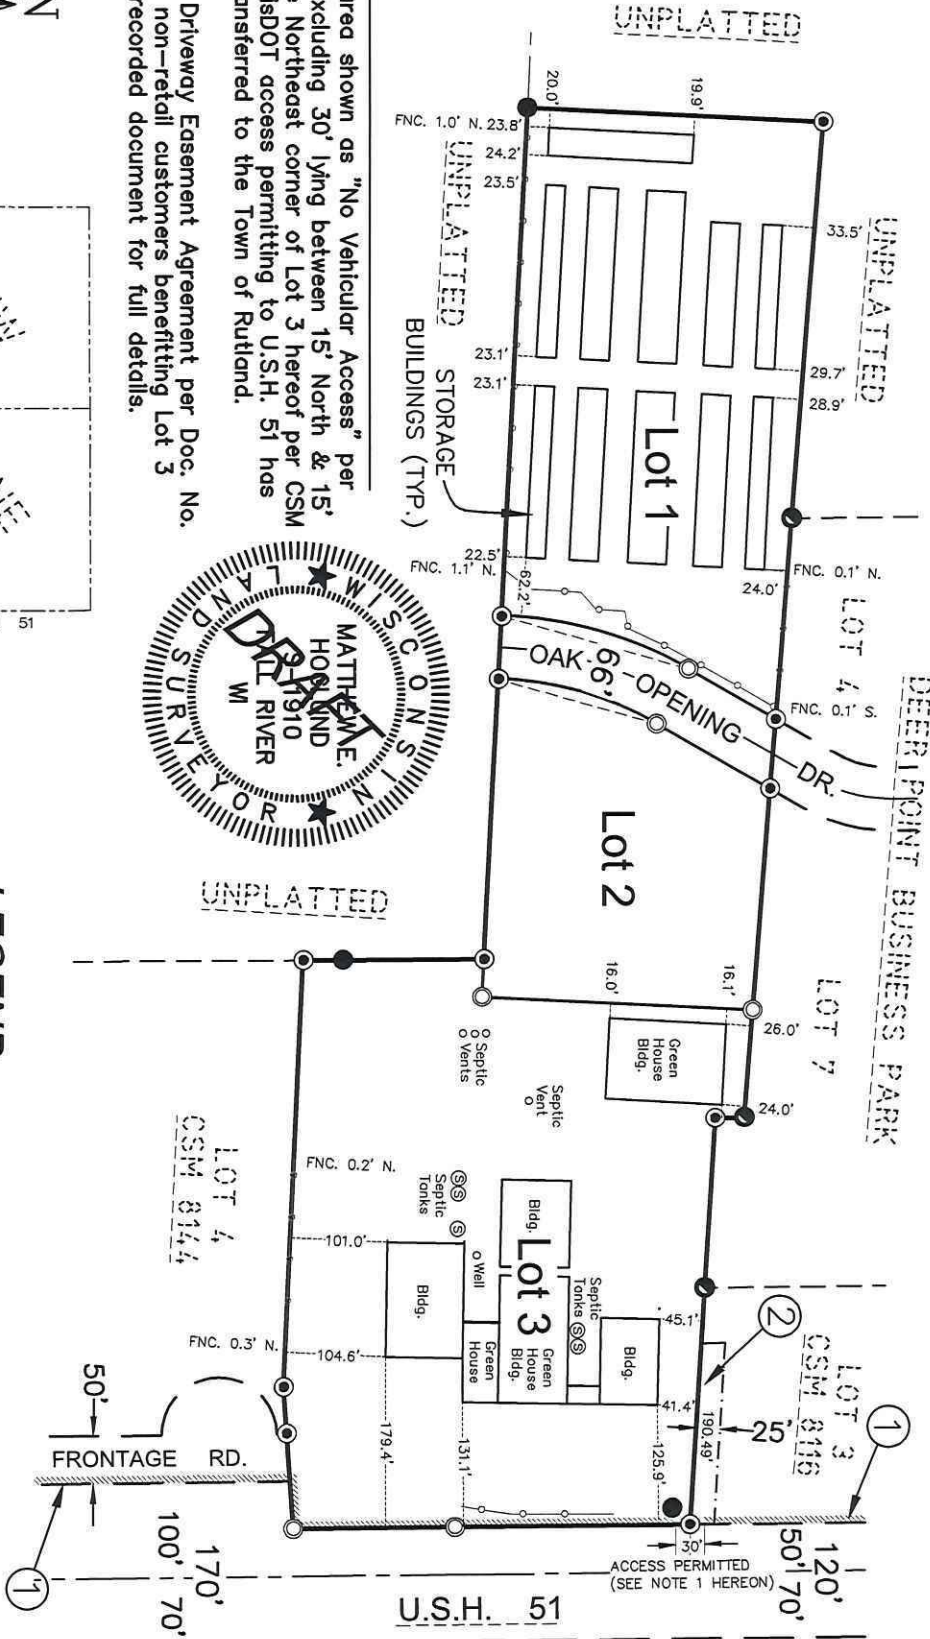 UNPLATTED
19.9'
20.0'
FNC. 1.0' N. 23.8'
24.2'
23.5'
UNPLATTED
UNPLATTED
33.5'
29.7'
28.9'
23.1'
23.1'
STORAGE
BUILDINGS (TYP.)
Lot 1
22.5'
FNC. 1.1' N.
62.2'
FNC. 0.1' N.
24.0'
LOT 4
OAK OPENING DR.
66'
FNC. 0.1' S.
DEER POINT BUSINESS PARK
Lot 2
LOT 7
UNPLATTED
16.0'
16.1'
26.0'
24.0'
Green
House
Bldg.
Septic
Vents
Septic
Vent
FNC. 0.2' N.
LOT 4
CSM 8144
Septic
Tanks
S S
S
Well
Bldg.
Lot 3
Septic
Tanks
S S
Bldg.
Green
House
Green
House
Bldg.
Bldg.
101.0'
104.6'
FNC. 0.3' N.
45.1'
41.4'
179.4'
131.1'
125.9'
2
LOT 3
CSM 8116
1
190.49'
25'
50'
FRONTAGE RD.
1
100'
170'
70'
30'
ACCESS PERMITTED
(SEE NOTE 1 HEREON)
120'
50'
70'
U.S.H. 51
area shown as "No Vehicular Access" per
excluding 30' lying between 15' North & 15'
Northeast corner of Lot 3 hereof per CSM
isDOT access permitting to U.S.H. 51 has
ansferred to the Town of Rutland.
Driveway Easement Agreement per Doc. No.
non-retail customers benefitting Lot 3
recorded document for full details.
WISCONSIN
LAND SURVEYOR
MATTHEW E.
FALL RIVER
WI
DRAFT
51